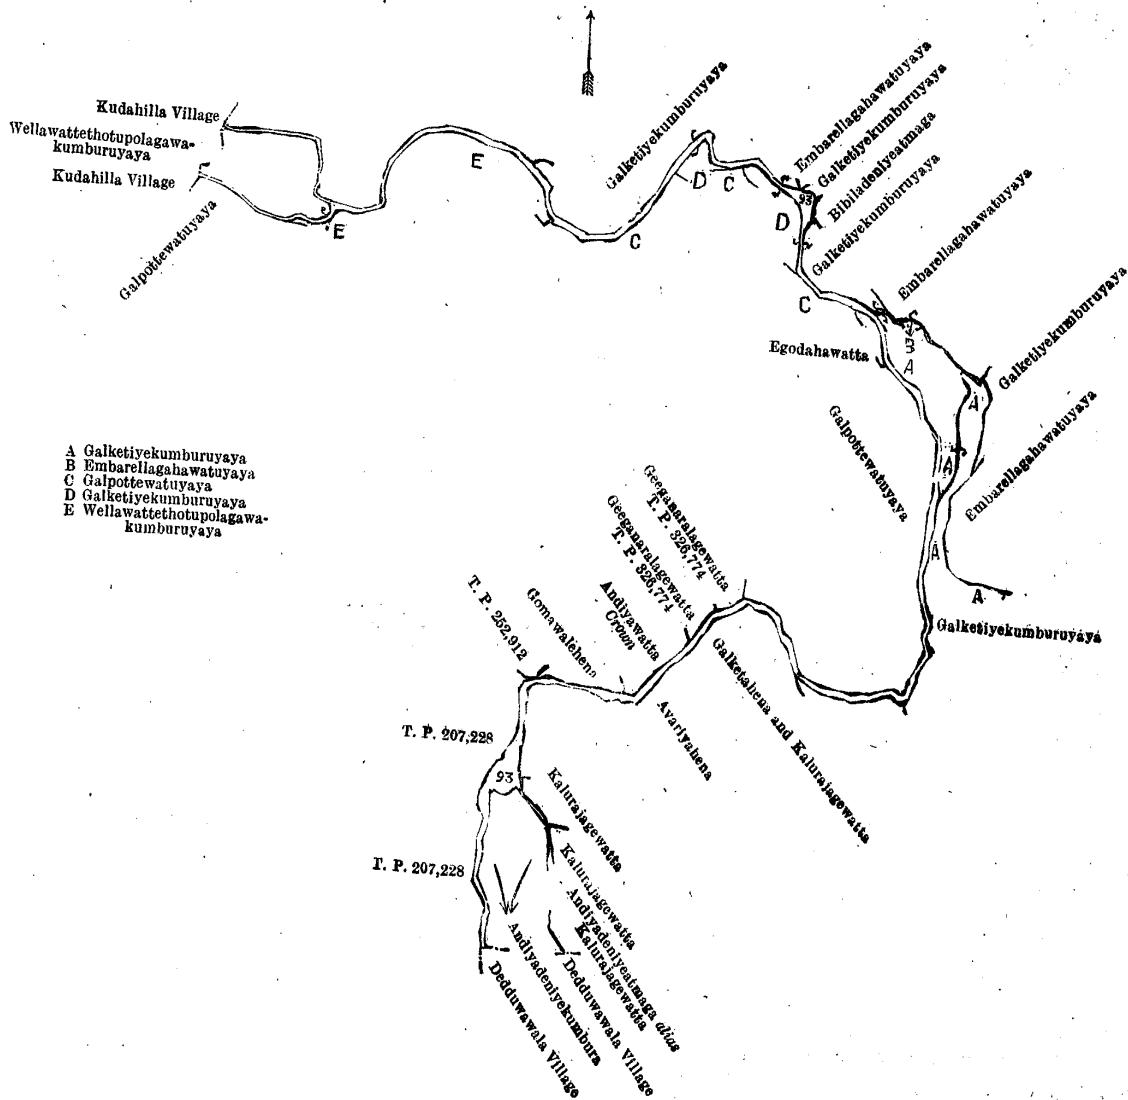 Kudahilla Village
Wellawattethotupolagawa-
kumburuyaya
Kudahilla Village
Galpottewatuyaya
E
E
Galketiyekumburuyaya
C
D
C
Embarellagahawatuyaya
Galketiyekumburuyaya
93
Bibiladeniyeatmaga
D
Galketiyekumburuyaya
C
Embarellagahawatuyaya
B
A
Egodahawatta
Galketiyekumburuyaya
A
Galpottewatuyaya
A
Embarellagahawatuyaya
A
A
Galketiyekumburuyaya
A Galketiyekumburuyaya
B Embarellagahawatuyaya
C Galpottewatuyaya
D Galketiyekumburuyaya
E Wellawattethotupolagawa-
kumburuyaya
Geeganaralagewatta
T. P. 326,774
Geeganaralagewatta
T. P. 326,774
Andiyawatta
Crown
Gomawalehena
T. P. 252,912
Galketahena and Kalurajagewatta
Avariyahena
T. P. 207,228
93
Kalurajagewatta
T. P. 207,228
Kalurajagewatta
Andiyadeniyeatmaga alias
Kalurajagewatta
Dedduwawala Village
Andiyadeniyekumbura
Dedduwawala Village